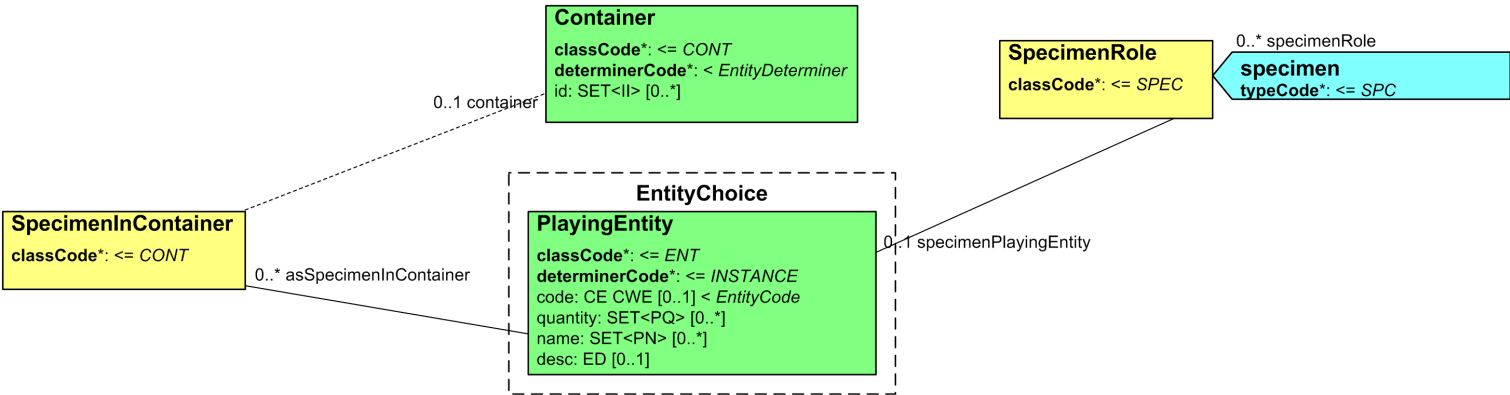 Container
classCode*: <= CONT
determinerCode*: < EntityDeterminer
id: SET<II> [0..*]
0..1 container
SpecimenRole
classCode*: <= SPEC
0..* specimenRole
specimen
typeCode*: <= SPC
EntityChoice
PlayingEntity
classCode*: <= ENT
determinerCode*: <= INSTANCE
code: CE CWE [0..1] < EntityCode
quantity: SET<PQ> [0..*]
name: SET<PN> [0..*]
desc: ED [0..1]
0..1 specimenPlayingEntity
SpecimenInContainer
classCode*: <= CONT
0..* asSpecimenInContainer